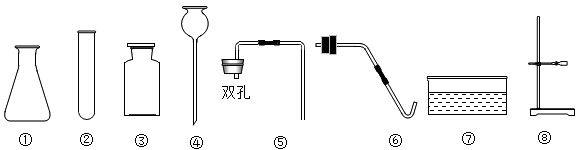 双孔
① ② ③ ④ ⑤ ⑥ ⑦ ⑧